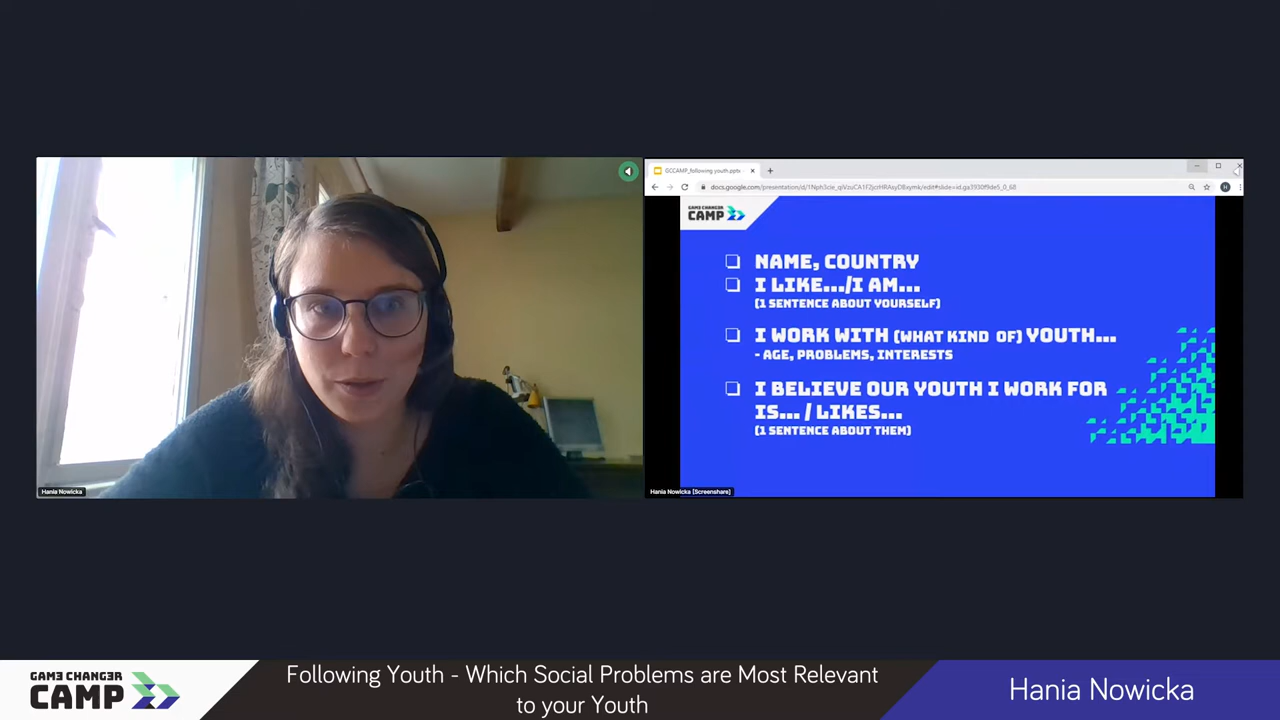 GCCAMP_following youth.pptx -
GAME CHANGER
CAMP
NAME, COUNTRY
I LIKE.../I AM...
(1 SENTENCE ABOUT YOURSELF)
I WORK WITH (WHAT KIND OF) YOUTH...
- AGE, PROBLEMS, INTERESTS
I BELIEVE OUR YOUTH I WORK FOR
IS... / LIKES...
(1 SENTENCE ABOUT THEM)
Hania Nowicka
Hania Nowicka [Screenshare]
GAME CHANGER
CAMP
Following Youth - Which Social Problems are Most Relevant
to your Youth
Hania Nowicka